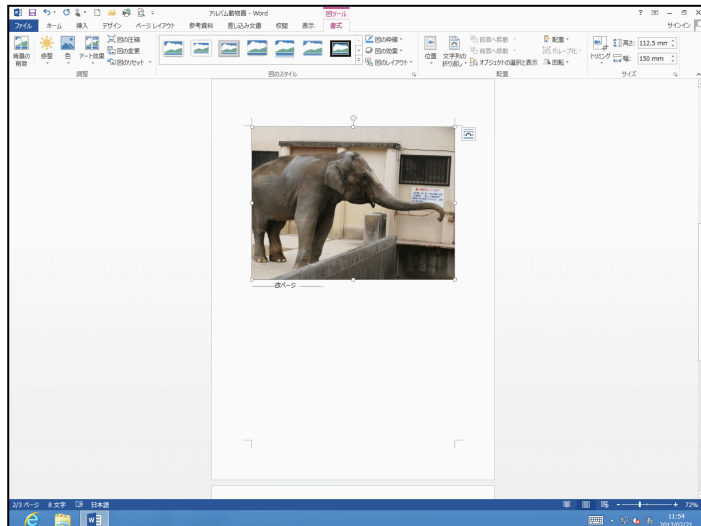 アルバム動物園 - Word
図ツール
ファイル ホーム 挿入 デザイン ページ レイアウト 参考資料 差し込み文書 校閲 表示 書式
サインイン
背景の削除
修整
色
アート効果
図の圧縮
図の変更
図のリセット
調整
図のスタイル
図の枠線
図の効果
図のレイアウト
位置
文字列の折り返し
前面へ移動
背面へ移動
オブジェクトの選択と表示
配置
グループ化
回転
配置
トリミング
高さ: 112.5 mm
幅: 150 mm
サイズ
改ページ
2/3 ページ 8 文字 日本語
72%
11:54
2013/02/21